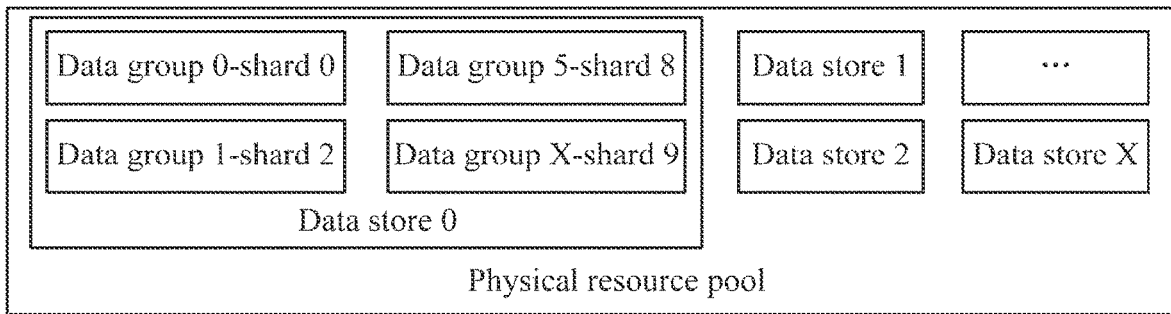 Data group 0-shard 0
Data group 5-shard 8
Data store 1
...
Data group 1-shard 2
Data group X-shard 9
Data store 2
Data store X
Data store 0
Physical resource pool